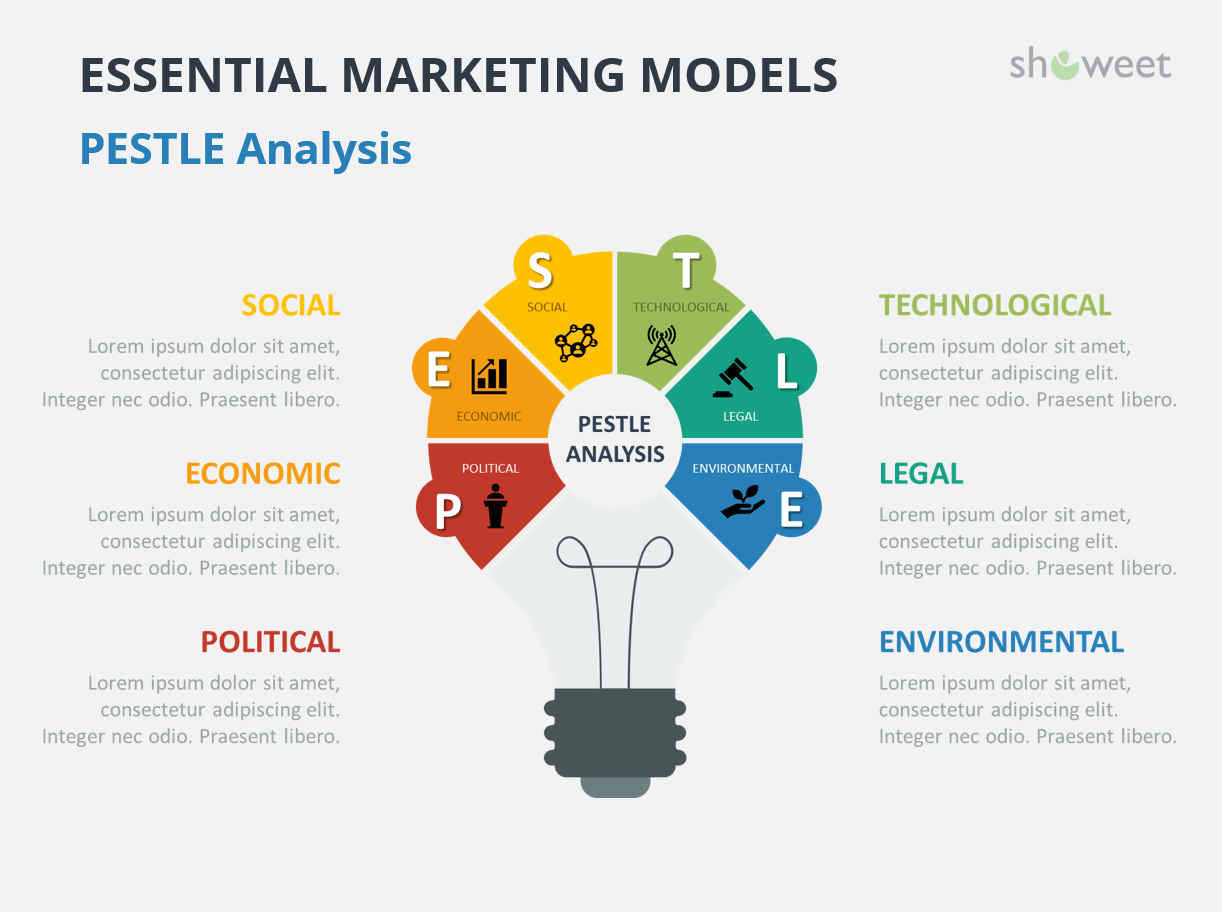 ESSENTIAL MARKETING MODELS
PESTLE Analysis
showeet
SOCIAL
Lorem ipsum dolor sit amet,
consectetur adipiscing elit.
Integer nec odio. Praesent libero.
ECONOMIC
Lorem ipsum dolor sit amet,
consectetur adipiscing elit.
Integer nec odio. Praesent libero.
POLITICAL
Lorem ipsum dolor sit amet,
consectetur adipiscing elit.
Integer nec odio. Praesent libero.
P
POLITICAL
E
ECONOMIC
S
SOCIAL
T
TECHNOLOGICAL
L
LEGAL
E
ENVIRONMENTAL
PESTLE
ANALYSIS
TECHNOLOGICAL
Lorem ipsum dolor sit amet,
consectetur adipiscing elit.
Integer nec odio. Praesent libero.
LEGAL
Lorem ipsum dolor sit amet,
consectetur adipiscing elit.
Integer nec odio. Praesent libero.
ENVIRONMENTAL
Lorem ipsum dolor sit amet,
consectetur adipiscing elit.
Integer nec odio. Praesent libero.